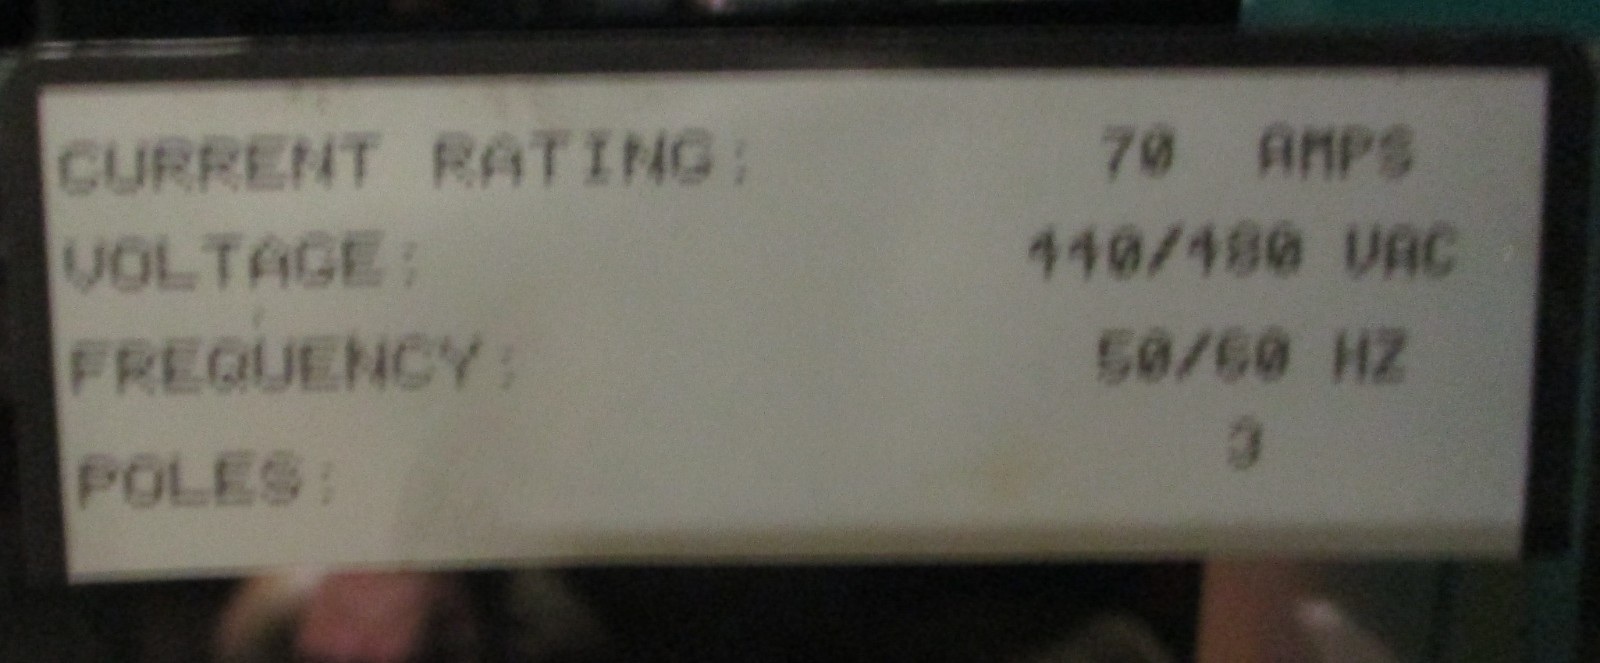 CURRENT RATING: 70 AMPS
VOLTAGE: 440/480 VAC
FREQUENCY: 50/60 HZ
POLES: 3